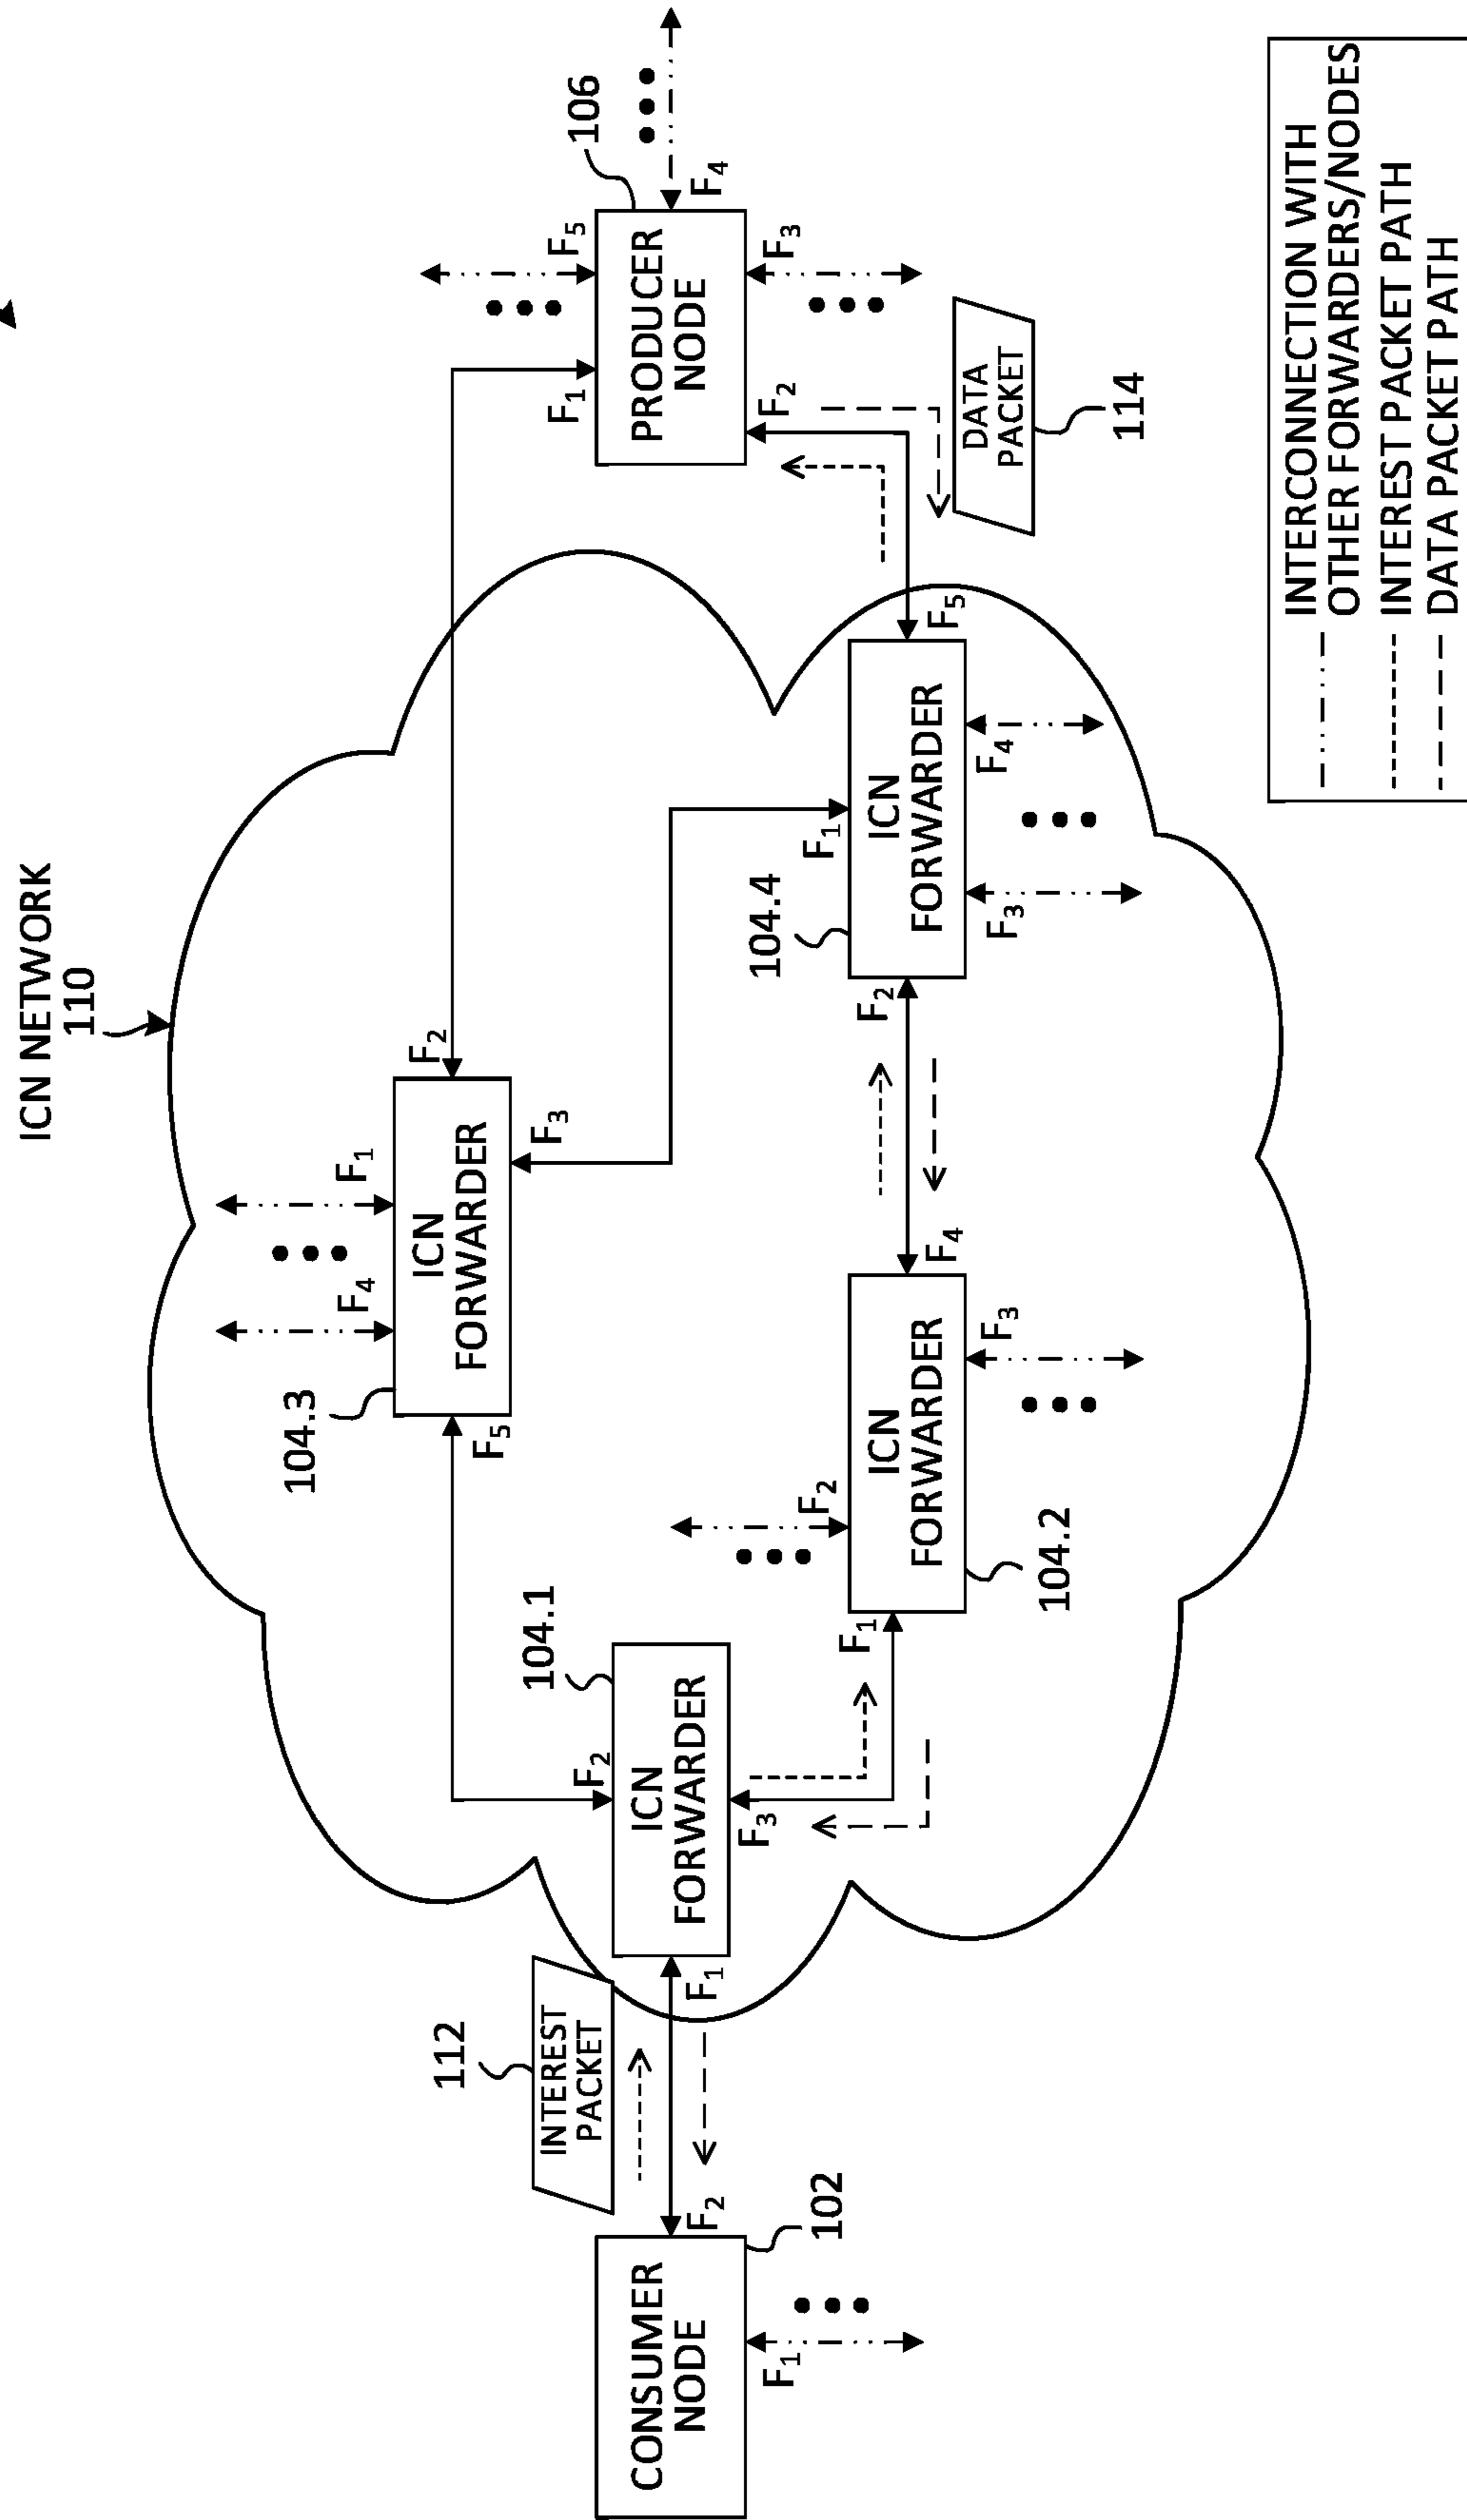 ICN NETWORK
110
112
INTEREST
PACKET
CONSUMER
NODE
102
F1
F2
F1
ICN
FORWARDER
104.1
F2
F3
F1
ICN
FORWARDER
104.2
F2
F3
F4
104.3
ICN
FORWARDER
F5
F4
F1
F2
F3
104.4
ICN
FORWARDER
F2
F1
F3
F4
F5
106
PRODUCER
NODE
F1
F5
F4
F3
F2
DATA
PACKET
114
INTERCONNECTION WITH
OTHER FORWARDERS/NODES
INTEREST PACKET PATH
DATA PACKET PATH